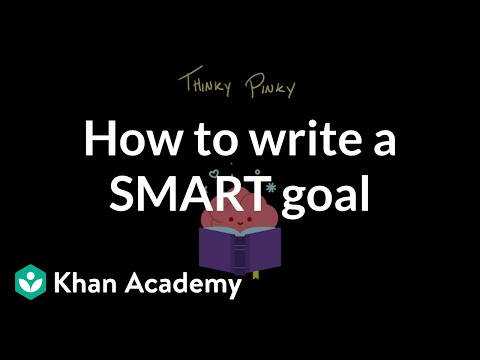 THINKY PINKY
How to write a
SMART goal
Khan Academy